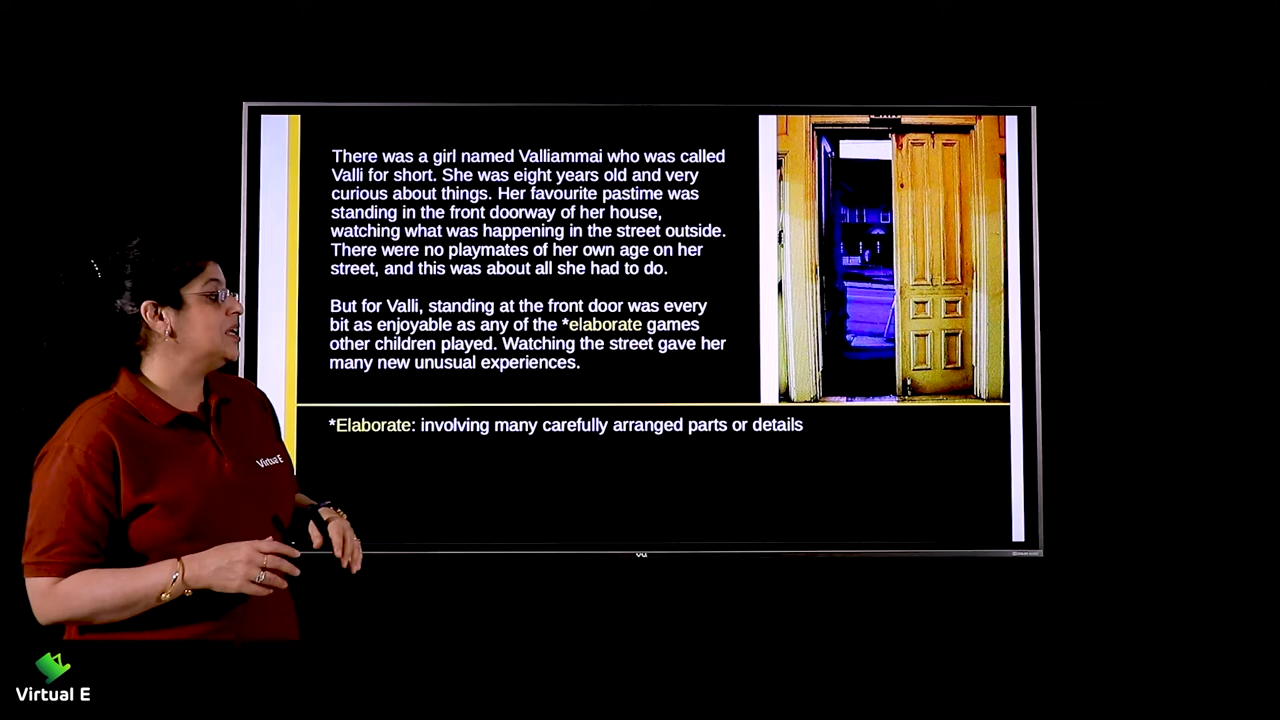 There was a girl named Valliammai who was called
Valli for short. She was eight years old and very
curious about things. Her favourite pastime was
standing in the front doorway of her house,
watching what was happening in the street outside.
There were no playmates of her own age on her
street, and this was about all she had to do.
But for Valli, standing at the front door was every
bit as enjoyable as any of the *elaborate games
other children played. Watching the street gave her
many new unusual experiences.
*Elaborate: involving many carefully arranged parts or details
Virtual E
Virtual E